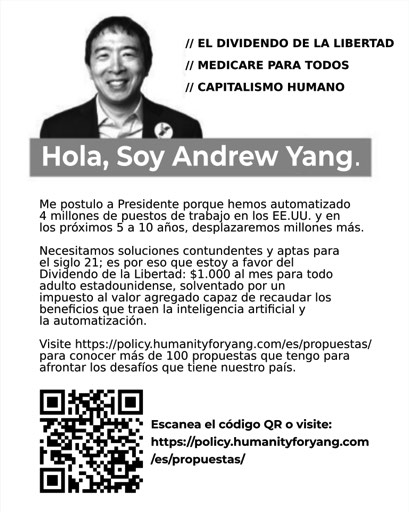 // EL DIVIDENDO DE LA LIBERTAD
// MEDICARE PARA TODOS
// CAPITALISMO HUMANO
Hola, Soy Andrew Yang.
Me postulo a Presidente porque hemos automatizado
4 millones de puestos de trabajo en los EE.UU. y en
los próximos 5 a 10 años, desplazaremos millones más.
Necesitamos soluciones contundentes y aptas para
el siglo 21; es por eso que estoy a favor del
Dividendo de la Libertad: $1.000 al mes para todo
adulto estadounidense, solventado por un
impuesto al valor agregado capaz de recaudar los
beneficios que traen la inteligencia artificial y
la automatización.
Visite https://policy.humanityforyang.com/es/propuestas/
para conocer más de 100 propuestas que tengo para
afrontar los desafíos que tiene nuestro país.
Escanea el código QR o visite:
https://policy.humanityforyang.com
/es/propuestas/